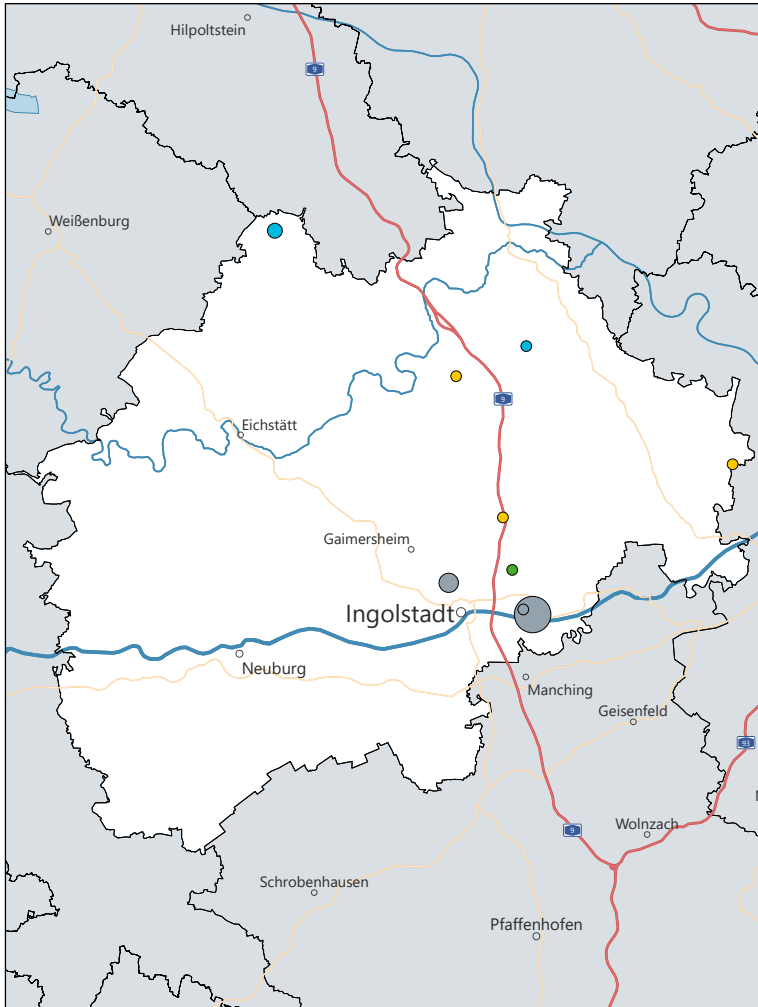 Hilpoltstein
9
Weißenburg
9
Eichstätt
Gaimersheim
Ingolstadt
Neuburg
Manching
Geisenfeld
93
9
Wolnzach
Schrobenhausen
Pfaffenhofen